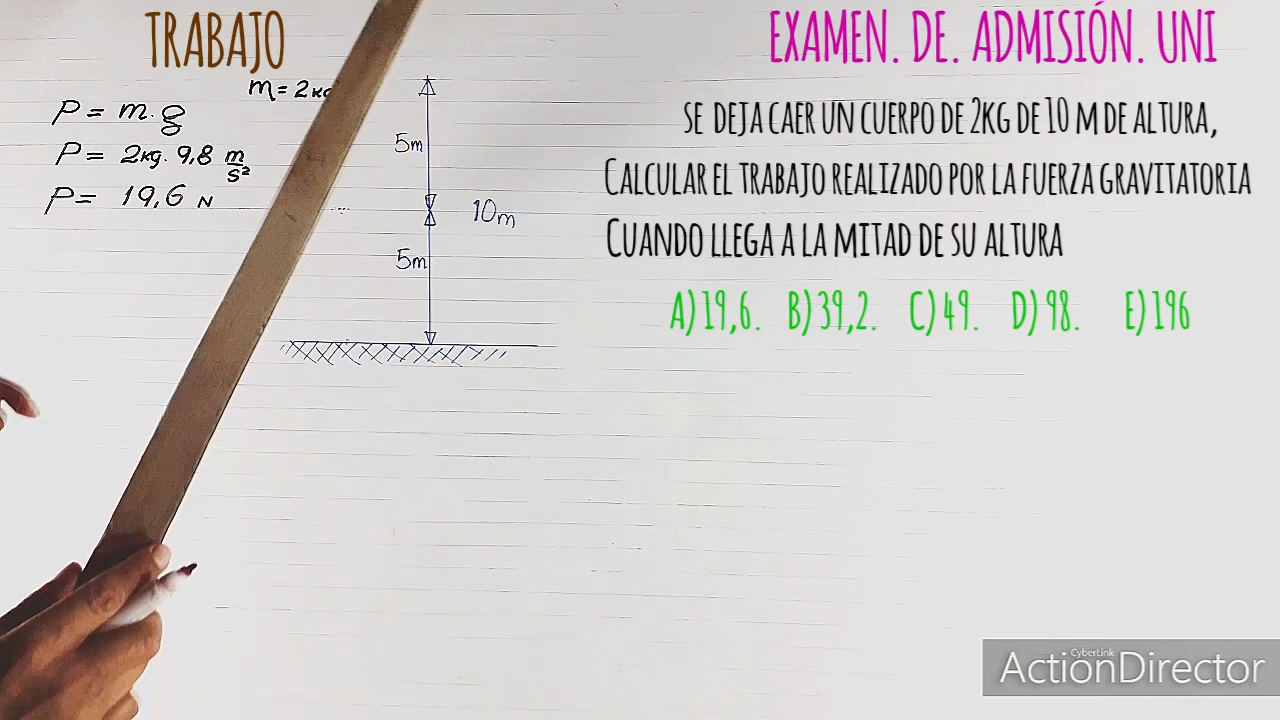 TRABAJO
EXAMEN. DE. ADMISIÓN. UNI
m = 2kg
P = m.g
P = 2kg. 9,8 m/s²
P = 19,6 N
5m
10m
5m
SE DEJA CAER UN CUERPO DE 2KG DE 10 M DE ALTURA,
CALCULAR EL TRABAJO REALIZADO POR LA FUERZA GRAVITATORIA
CUANDO LLEGA A LA MITAD DE SU ALTURA
A) 19,6. B) 39,2. C) 49. D) 98. E) 196
CyberLink
ActionDirector